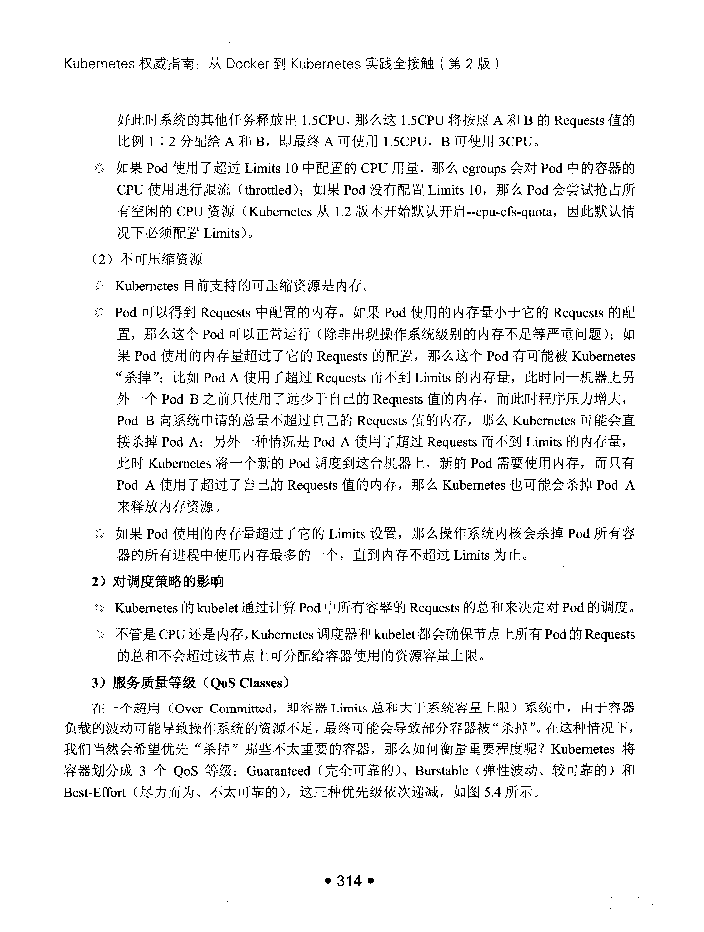 Kubernetes 权威指南：从 Docker 到 Kubernetes 实践全接触（第 2 版）
好此时系统的其他任务释放出 1.5CPU，那么这 1.5CPU 将按照 A 和 B 的 Requests 值的
比例 1：2 分配给 A 和 B，即最终 A 可使用 1.5CPU，B 可使用 3CPU。
如果 Pod 使用了超过 Limits 10 中配置的 CPU 用量，那么 cgroups 会对 Pod 中的容器的
CPU 使用进行限流（throttled）；如果 Pod 没有配置 Limits 10，那么 Pod 会尝试抢占所
有空闲的 CPU 资源（Kubernetes 从 1.2 版本开始默认开启--cpu-cfs-quota，因此默认情
况下必须配置 Limits）。
（2）不可压缩资源
Kubernetes 目前支持的可压缩资源是内存。
Pod 可以得到 Requests 中配置的内存。如果 Pod 使用的内存量小于它的 Requests 的配
置，那么这个 Pod 可以正常运行（除非出现操作系统级别的内存不足等严重问题）；如
果 Pod 使用的内存量超过了它的 Requests 的配置，那么这个 Pod 有可能被 Kubernetes
“杀掉”：比如 Pod A 使用了超过 Requests 而不到 Limits 的内存量，此时同一机器上另
外一个 Pod B 之前只使用了远少于自己的 Requests 值的内存，而此时程序压力增大，
Pod B 向系统申请的总量不超过自己的 Requests 值的内存，那么 Kubernetes 可能会直
接杀掉 Pod A；另外一种情况是 Pod A 使用了超过 Requests 而不到 Limits 的内存量，
此时 Kubernetes 将一个新的 Pod 调度到这台机器上，新的 Pod 需要使用内存，而只有
Pod A 使用了超过了自己的 Requests 值的内存，那么 Kubernetes 也可能会杀掉 Pod A
来释放内存资源。
如果 Pod 使用的内存量超过了它的 Limits 设置，那么操作系统内核会杀掉 Pod 所有容
器的所有进程中使用内存最多的一个，直到内存不超过 Limits 为止。
2）对调度策略的影响
Kubernetes 的 kubelet 通过计算 Pod 中所有容器的 Requests 的总和来决定对 Pod 的调度。
不管是 CPU 还是内存，Kubernetes 调度器和 kubelet 都会确保节点上所有 Pod 的 Requests
的总和不会超过该节点上可分配给容器使用的资源容量上限。
3）服务质量等级（QoS Classes）
在一个超用（Over Committed，即容器 Limits 总和大于系统容量上限）系统中，由于容器
负载的波动可能导致操作系统的资源不足，最终可能会导致部分容器被“杀掉”。在这种情况下，
我们当然会希望优先“杀掉”那些不太重要的容器，那么如何衡量重要程度呢？Kubernetes 将
容器划分成 3 个 QoS 等级：Guaranteed（完全可靠的）、Burstable（弹性波动、较可靠的）和
Best-Effort（尽力而为、不太可靠的），这三种优先级依次递减，如图 5.4 所示。
• 314 •